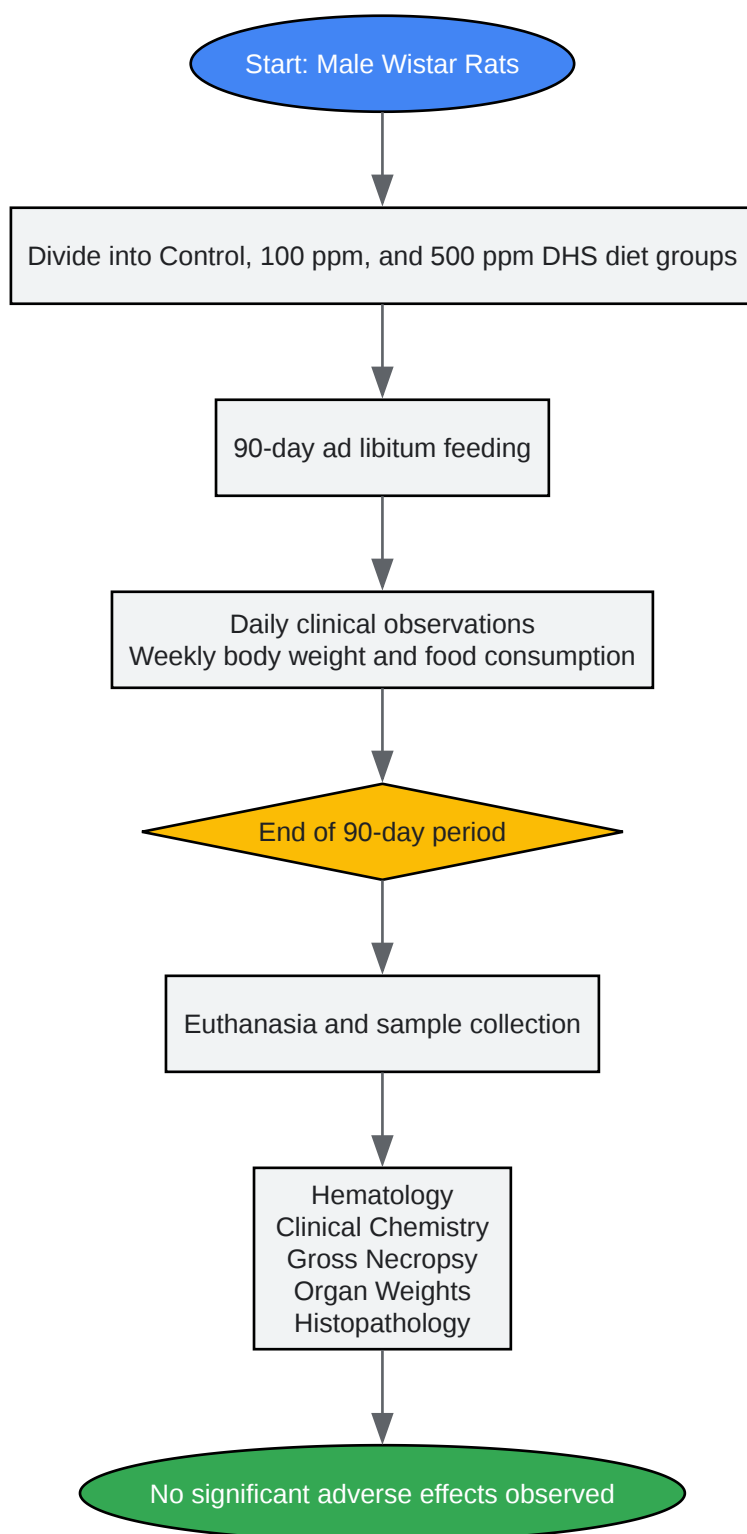 Start: Male Wistar Rats
Divide into Control, 100 ppm, and 500 ppm DHS diet groups
90-day ad libitum feeding
Daily clinical observations
Weekly body weight and food consumption
End of 90-day period
Euthanasia and sample collection
Hematology
Clinical Chemistry
Gross Necropsy
Organ Weights
Histopathology
No significant adverse effects observed